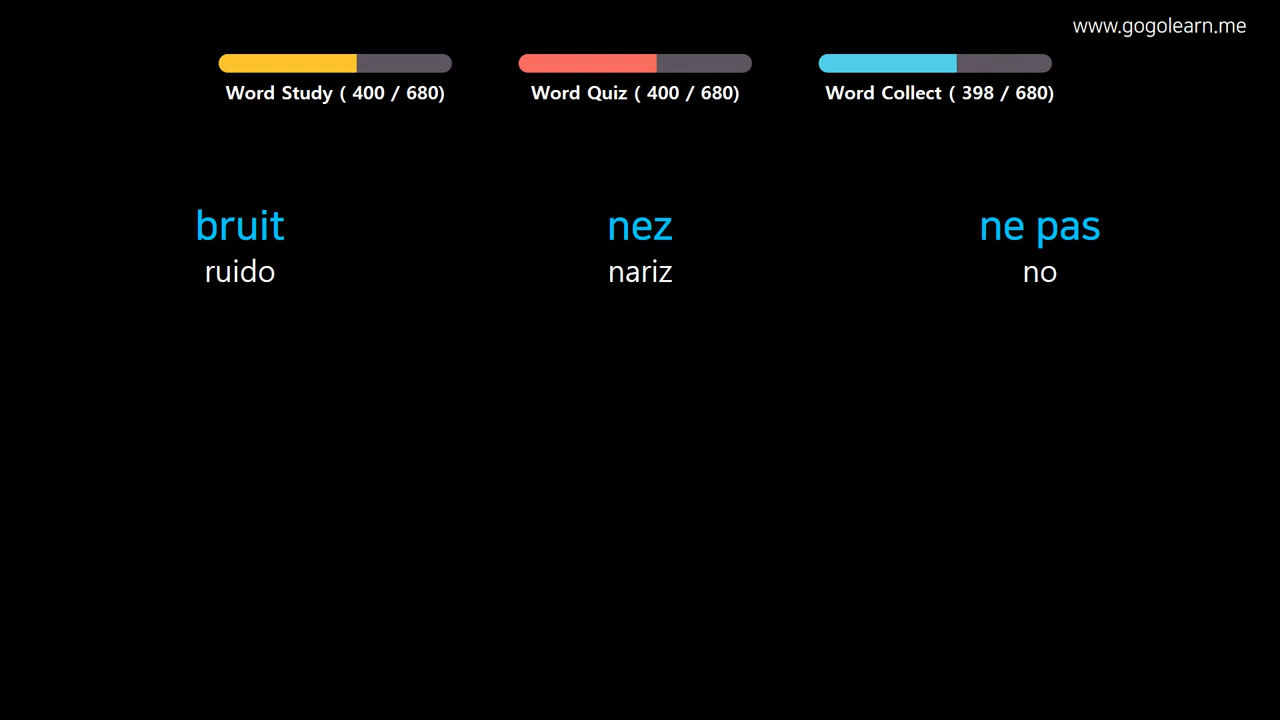 www.gogolearn.me
Word Study ( 400 / 680)
Word Quiz ( 400 / 680)
Word Collect ( 398 / 680)
bruit
nez
ne pas
ruido
nariz
no